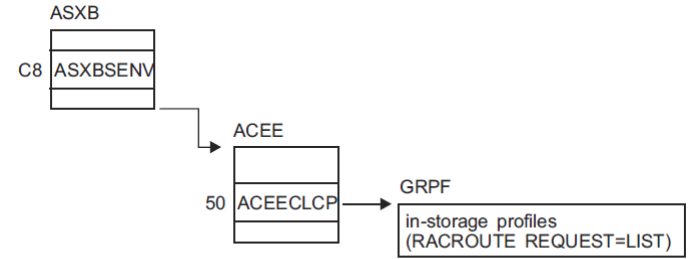 ASXB
C8 ASXBSENV
ACEE
50 ACEECLCP
GRPF
in-storage profiles
(RACROUTE REQUEST=LIST)